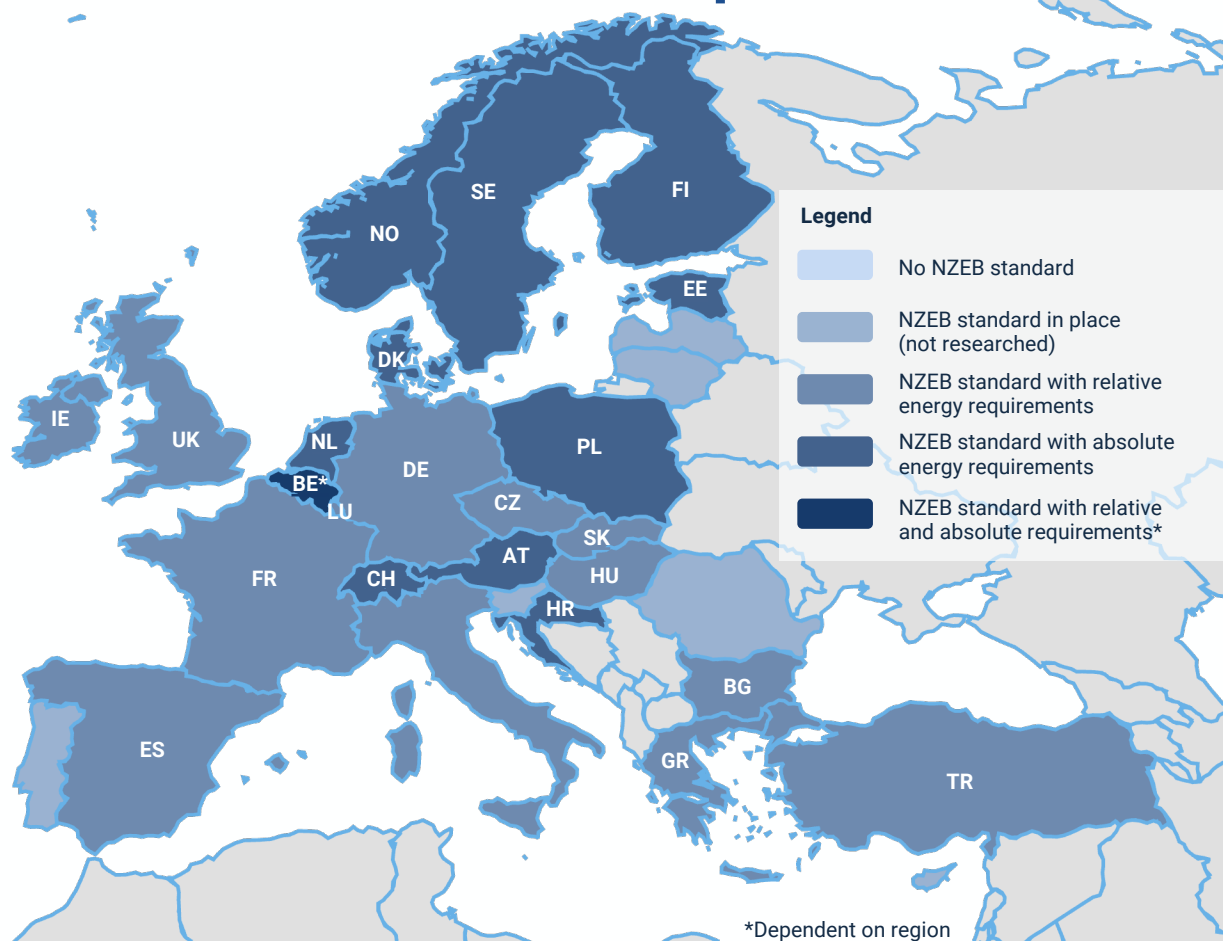 SE
FI
NO
Legend
No NZEB standard
EE
NZEB standard in place
(not researched)
DK
NZEB standard with relative
energy requirements
IE
UK
NL
PL
NZEB standard with absolute
energy requirements
DE
BE*
CZ
LU
NZEB standard with relative
and absolute requirements*
SK
AT
FR
CH
HU
HR
BG
ES
GR
TR
*Dependent on region